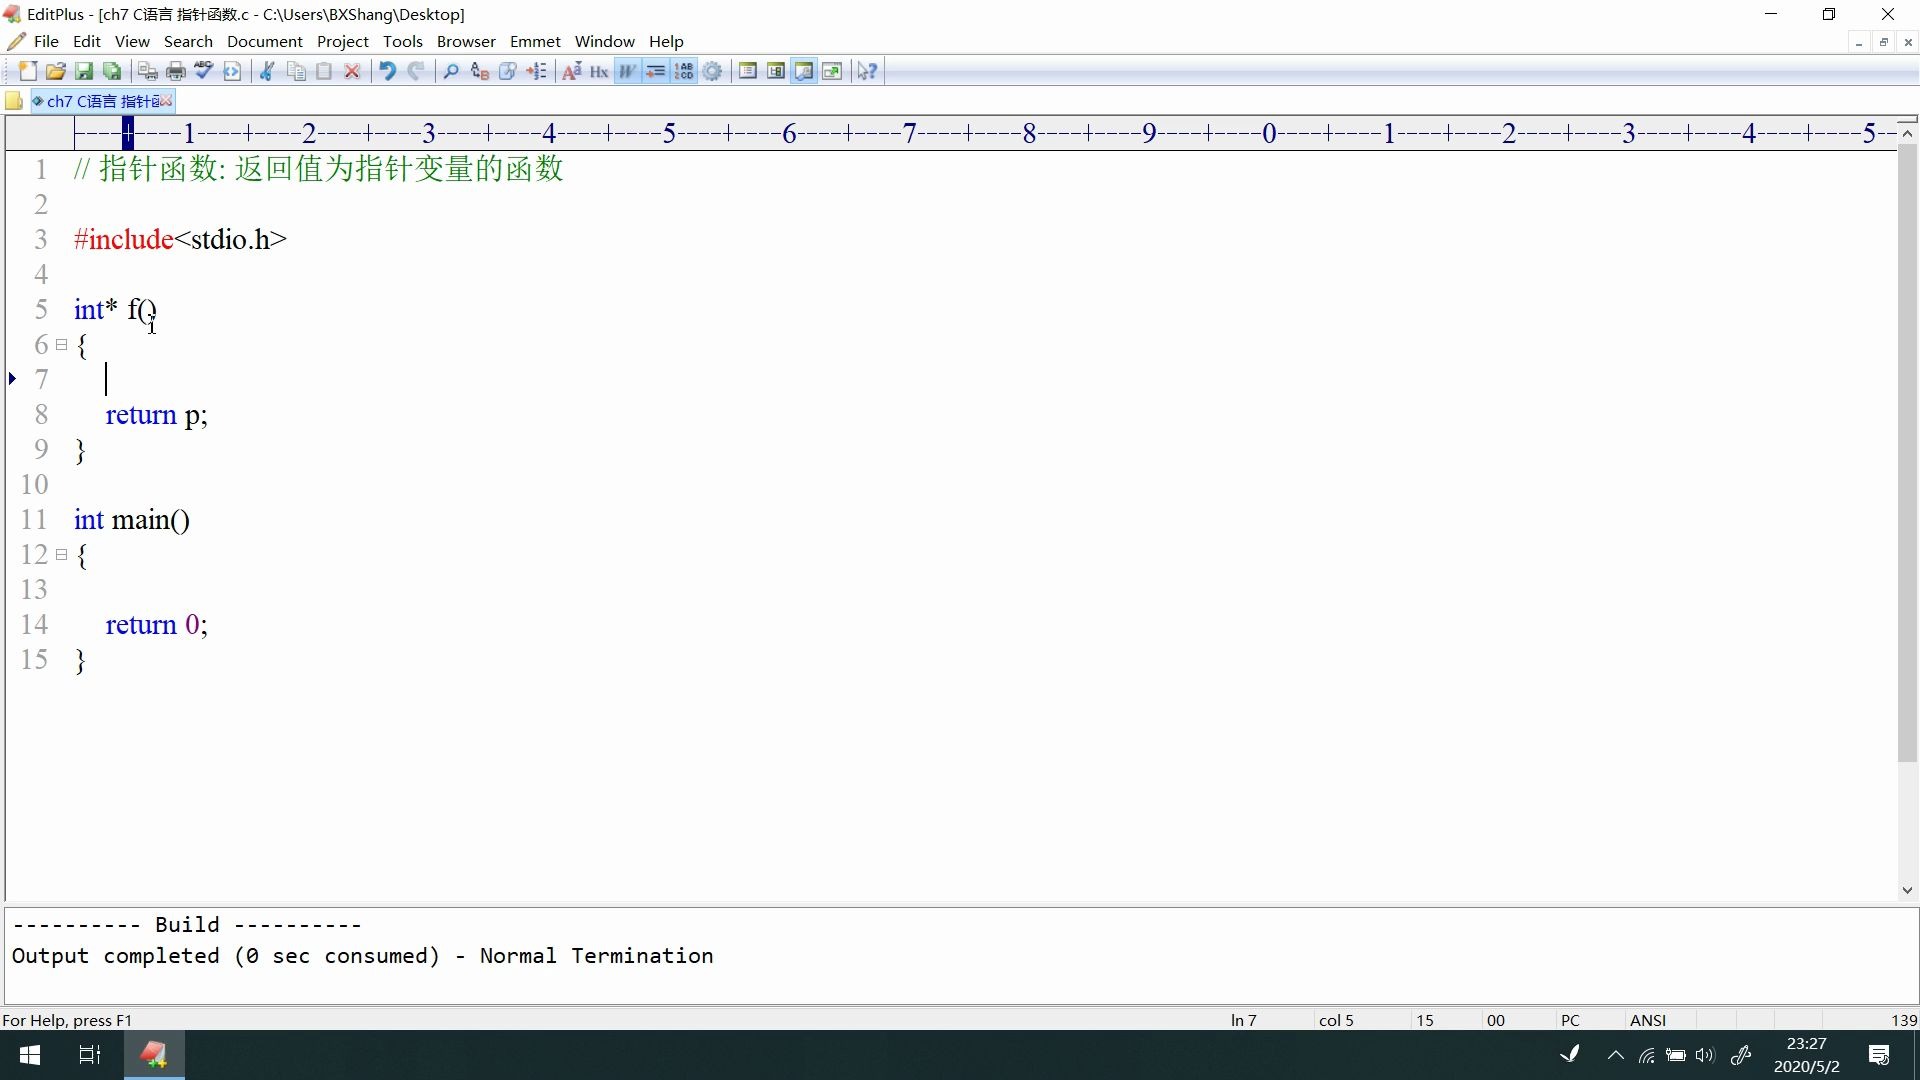 EditPlus - [ch7 C语言 指针函数.c - C:\Users\BXShang\Desktop]
File Edit View Search Document Project Tools Browser Emmet Window Help
ch7 C语言 指针函
----+----1----+----2----+----3----+----4----+----5----+----6----+----7----+----8----+----9----+----0----+----1----+----2----+----3----+----4----+----5--
1 // 指针函数: 返回值为指针变量的函数
2
3 #include<stdio.h>
4
5 int* f()
6 {
7
8 return p;
9 }
10
11 int main()
12 {
13
14 return 0;
15 }
---------- Build ----------
Output completed (0 sec consumed) - Normal Termination
For Help, press F1 ln 7 col 5 15 00 PC ANSI 139
23:27
2020/5/2